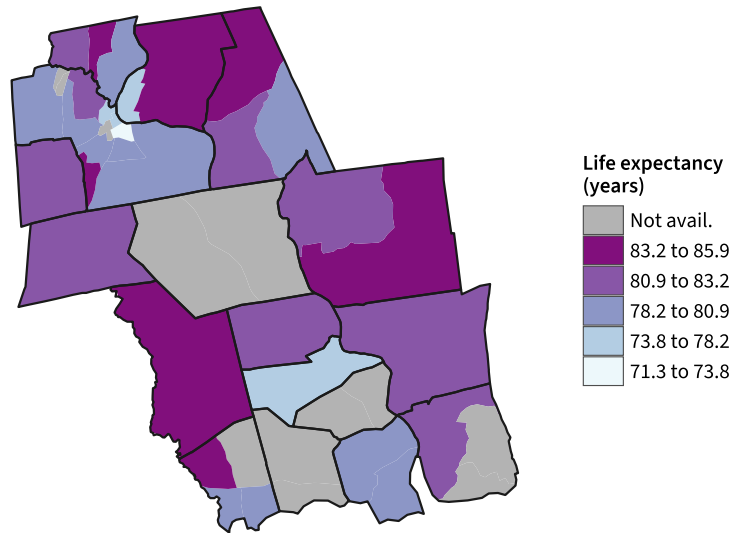 Life expectancy
(years)
Not avail.
83.2 to 85.9
80.9 to 83.2
78.2 to 80.9
73.8 to 78.2
71.3 to 73.8